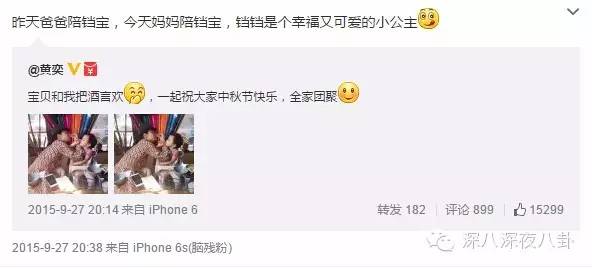 昨天爸爸陪铛宝，今天妈妈陪铛宝，铛铛是个幸福又可爱的小公主
@黄奕
宝贝和我把酒言欢，一起祝大家中秋节快乐，全家团聚
2015-9-27 20:14 来自 iPhone 6 转发 182 评论 899 15299
2015-9-27 20:38 来自 iPhone 6s(脑残粉)
深八深夜八卦